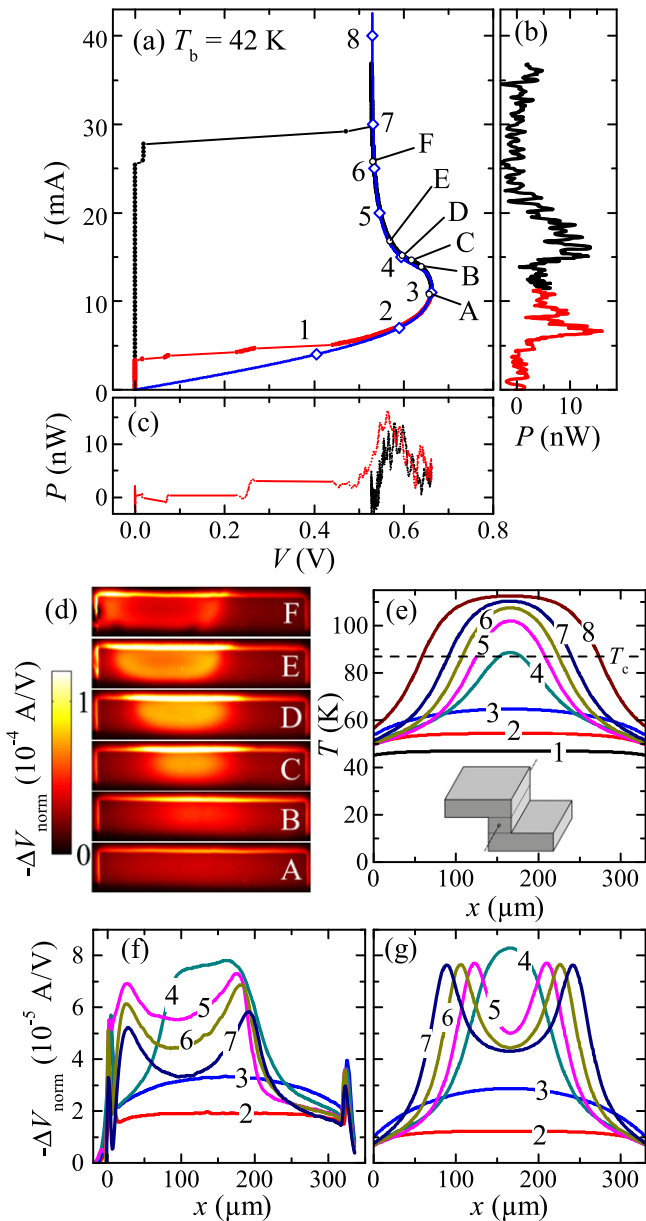 (a) T_b = 42 K
(b)
40
30
20
10
0
I (mA)
8
7
F
6
E
D
5
C
4
B
3
A
2
1
0
10
P (nW)
(c)
10
0
P (nW)
0.0 0.2 0.4 0.6 0.8
V (V)
(d)
F
E
D
C
B
A
1
0
-ΔV_norm (10^-4 A/V)
(e)
100
80
60
40
20
0
T (K)
6
7
8
5
T_c
4
3
2
1
0 100 200 300
x (µm)
(f)
8
6
4
2
0
-ΔV_norm (10^-5 A/V)
4
5
6
7
3
2
0 100 200 300
x (µm)
(g)
4
5
6
7
3
2
0 100 200 300
x (µm)